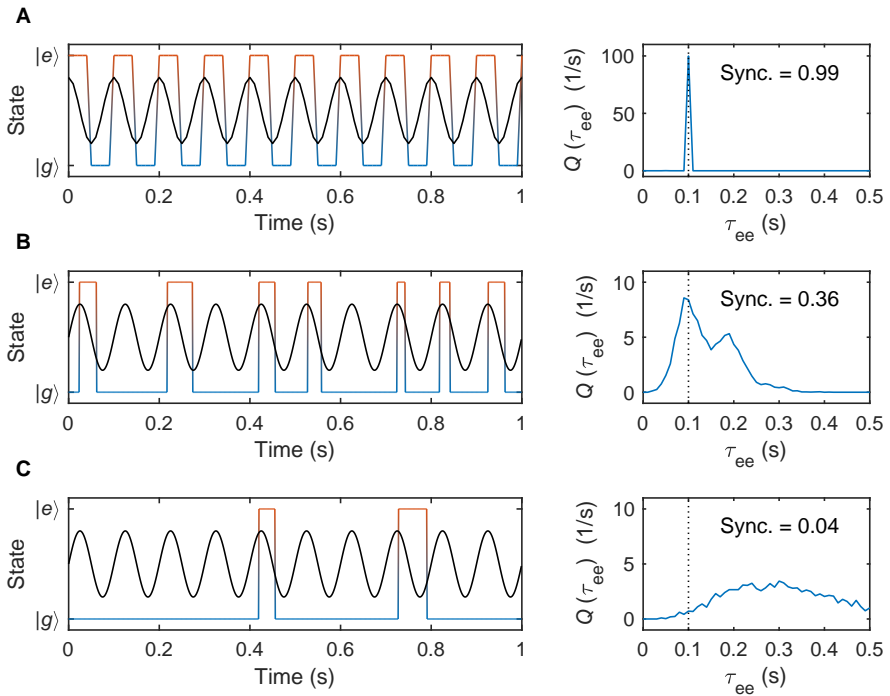 A
|e⟩
State
|g⟩
0 0.2 0.4 0.6 0.8 1
Time (s)
100
50
0
Q (τee) (1/s)
Sync. = 0.99
0 0.1 0.2 0.3 0.4 0.5
τee (s)
B
|e⟩
State
|g⟩
0 0.2 0.4 0.6 0.8 1
Time (s)
10
5
0
Q (τee) (1/s)
Sync. = 0.36
0 0.1 0.2 0.3 0.4 0.5
τee (s)
C
|e⟩
State
|g⟩
0 0.2 0.4 0.6 0.8 1
Time (s)
10
5
0
Q (τee) (1/s)
Sync. = 0.04
0 0.1 0.2 0.3 0.4 0.5
τee (s)